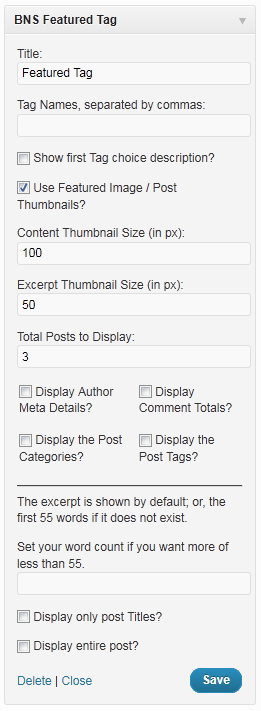 BNS Featured Tag
Title:
Featured Tag
Tag Names, separated by commas:
Show first Tag choice description?
Use Featured Image / Post
Thumbnails?
Content Thumbnail Size (in px):
100
Excerpt Thumbnail Size (in px):
50
Total Posts to Display:
3
Display Author
Meta Details?
Display
Comment Totals?
Display the Post
Categories?
Display the
Post Tags?
The excerpt is shown by default; or, the
first 55 words if it does not exist.
Set your word count if you want more of
less than 55.
Display only post Titles?
Display entire post?
Delete | Close
Save